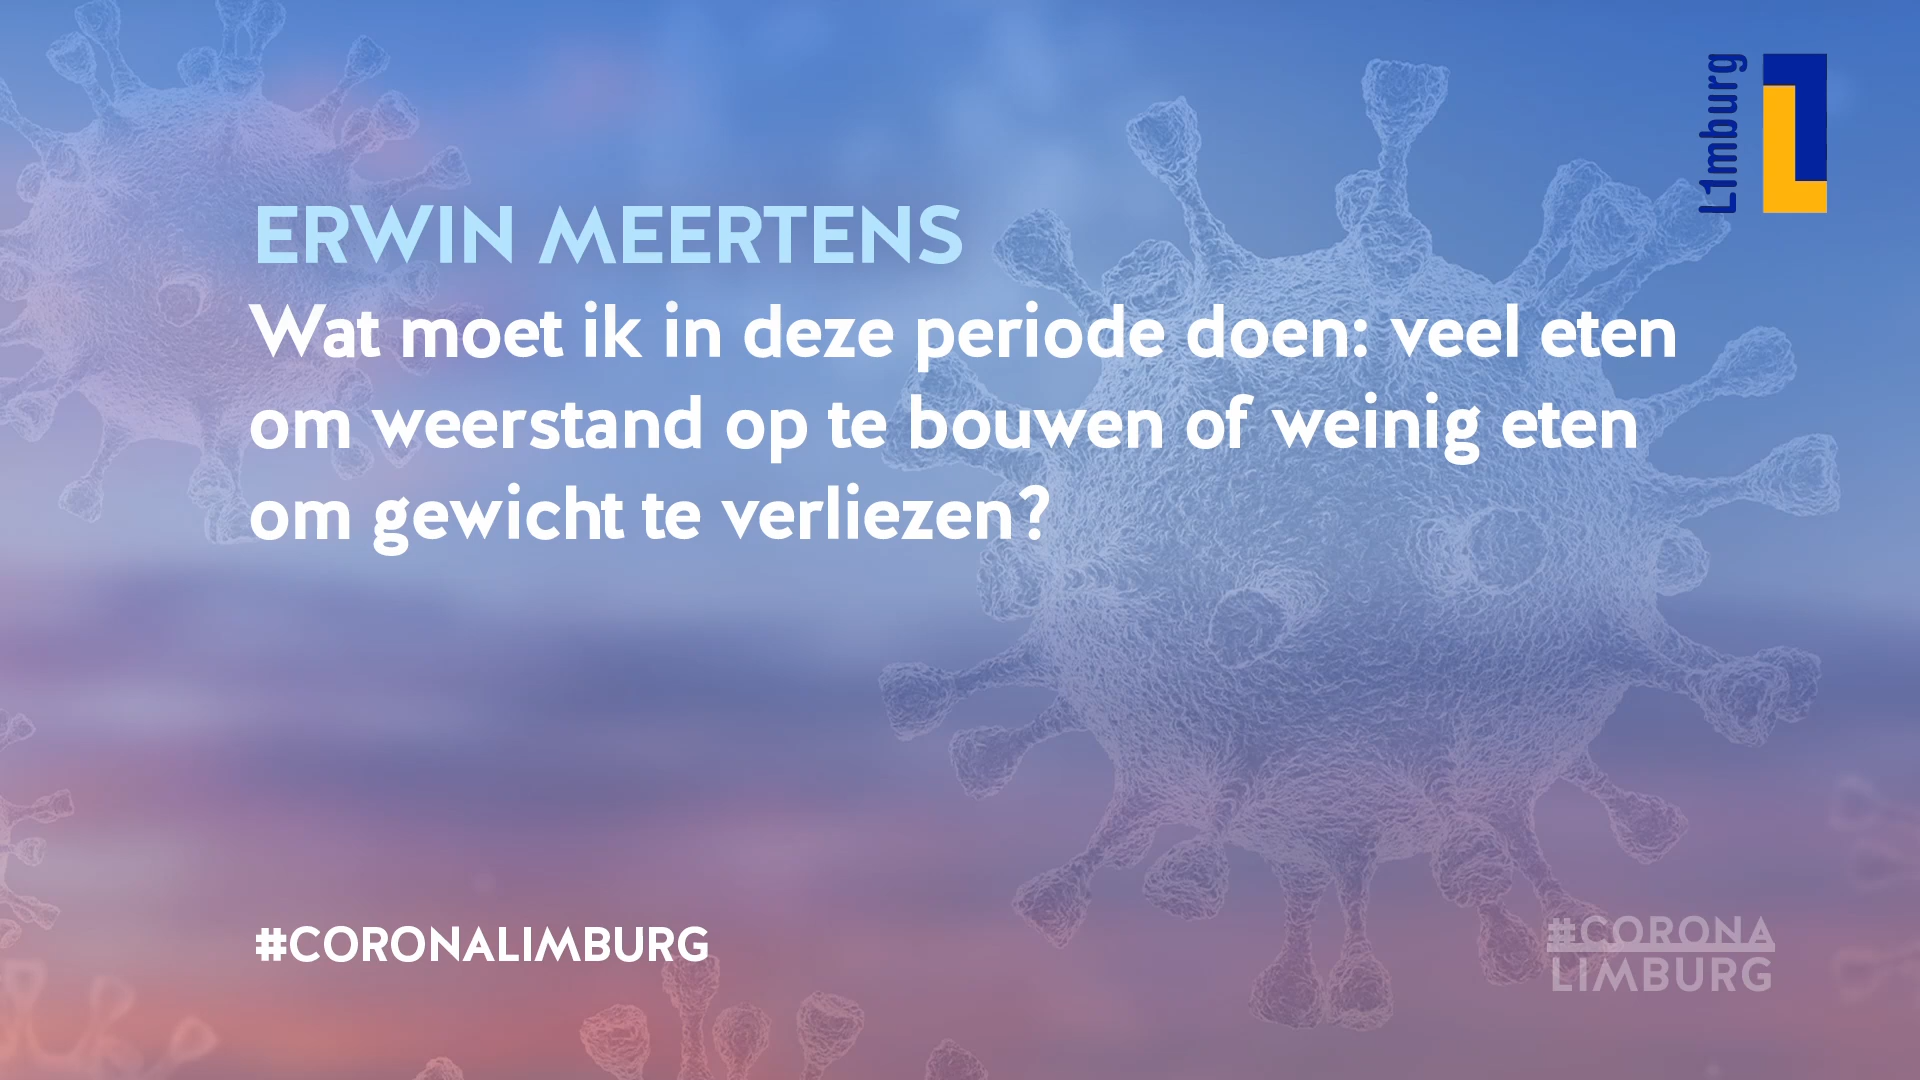 L1mburg
ERWIN MEERTENS
Wat moet ik in deze periode doen: veel eten
om weerstand op te bouwen of weinig eten
om gewicht te verliezen?
#CORONALIMBURG
#CORONA
LIMBURG